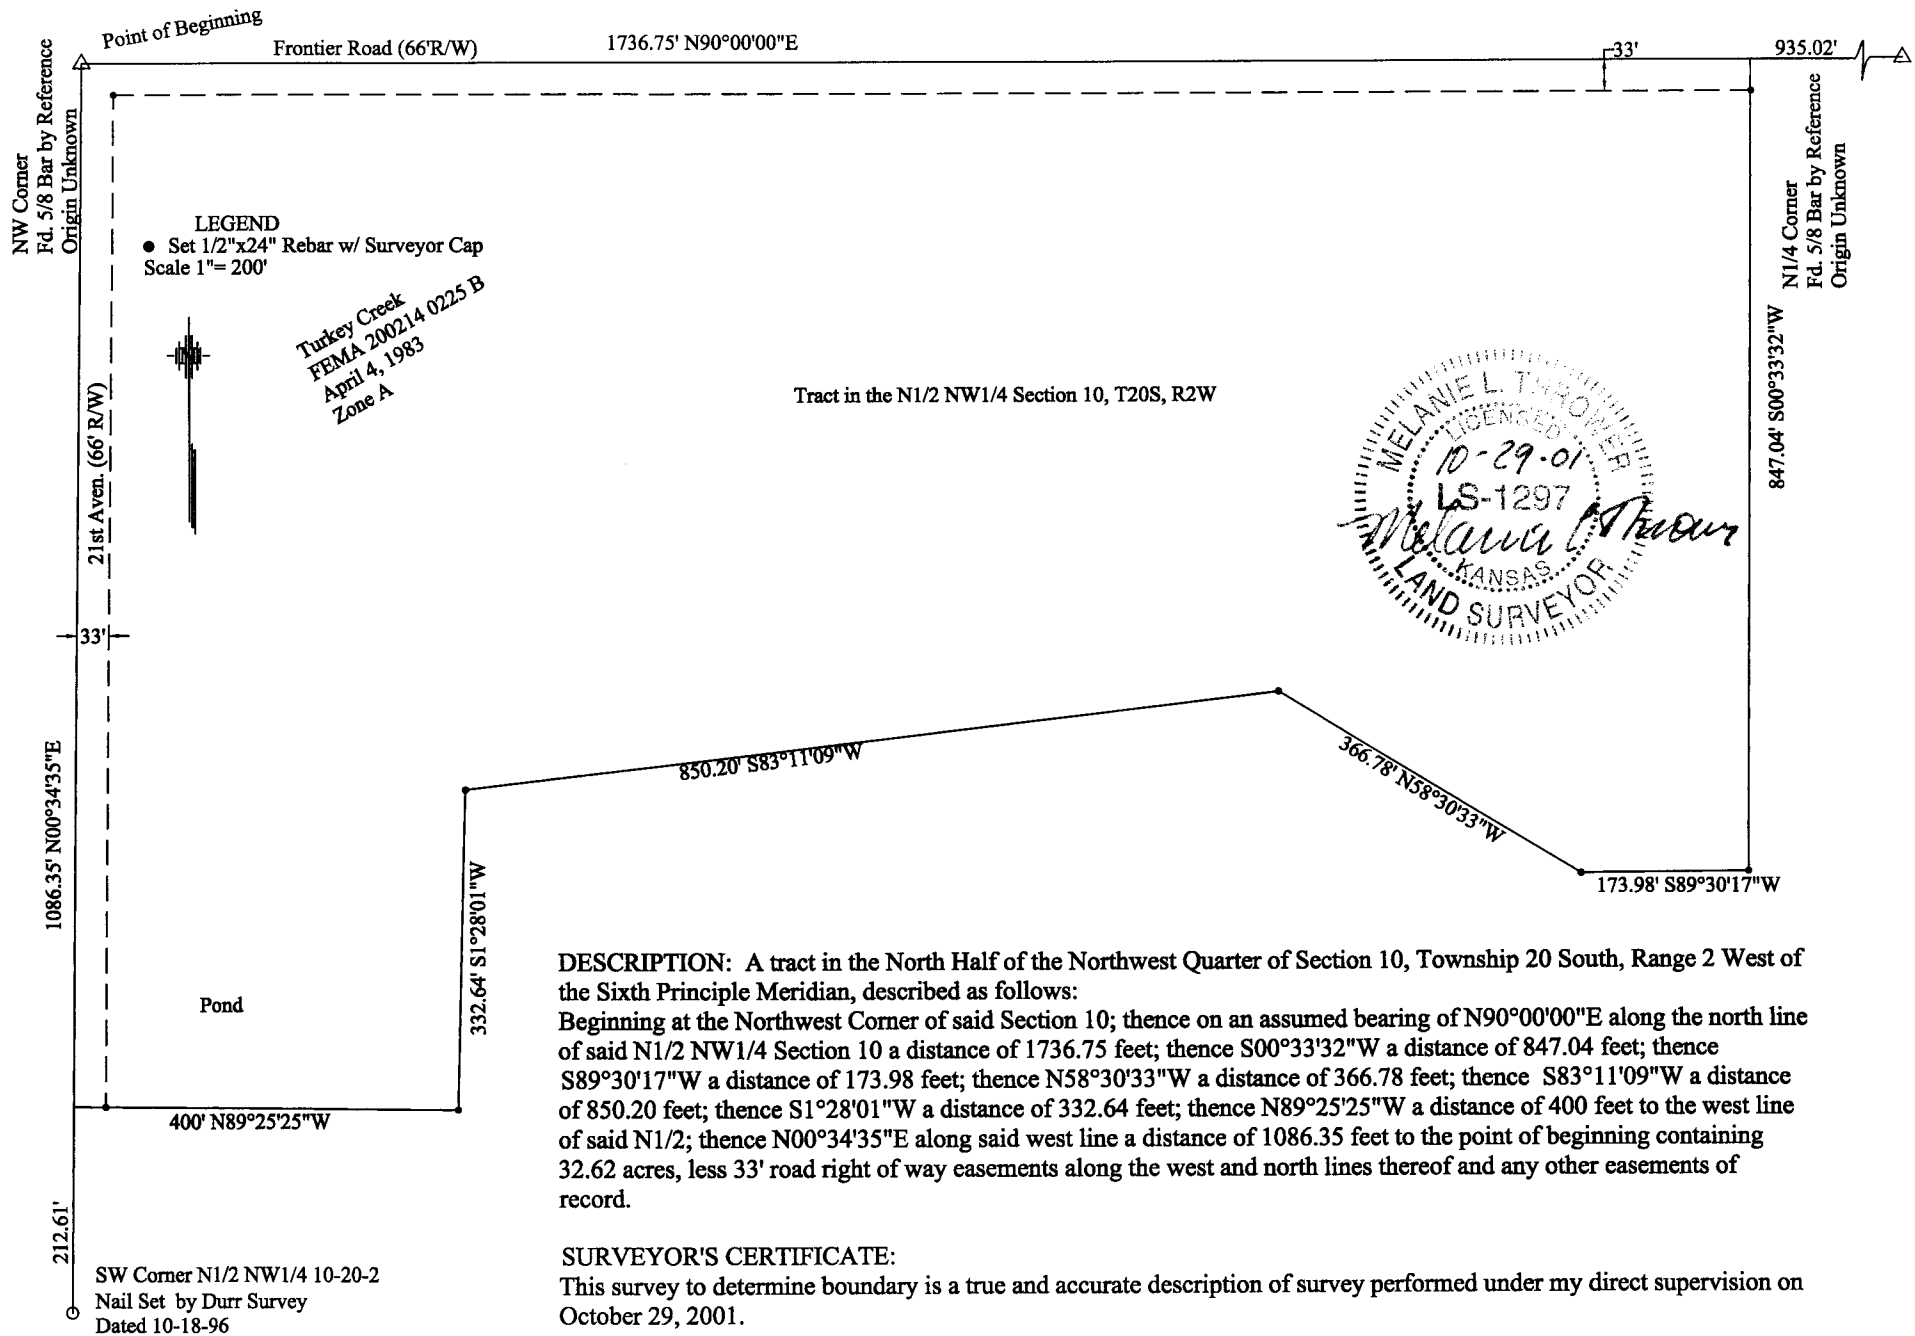 Point of Beginning
Frontier Road (66'R/W)
1736.75' N90°00'00"E
33'
935.02'
NW Corner
Fd. 5/8 Bar by Reference
Origin Unknown
N1/4 Corner
Fd. 5/8 Bar by Reference
Origin Unknown
LEGEND
● Set 1/2"x24" Rebar w/ Surveyor Cap
Scale 1"= 200'
N
Turkey Creek
FEMA 200214 0225 B
April 4, 1983
Zone A
Tract in the N1/2 NW1/4 Section 10, T20S, R2W
MELANIE L. THROWER
LICENSED
10-29-01
LS-1297
Melanie L Thrower
KANSAS
LAND SURVEYOR
847.04' S00°33'32"W
21st Aven. (66' R/W)
33'
1086.35' N00°34'35"E
850.20' S83°11'09"W
366.78' N58°30'33"W
173.98' S89°30'17"W
332.64' S1°28'01"W
Pond
400' N89°25'25"W
212.61'
SW Corner N1/2 NW1/4 10-20-2
Nail Set by Durr Survey
Dated 10-18-96
DESCRIPTION: A tract in the North Half of the Northwest Quarter of Section 10, Township 20 South, Range 2 West of
the Sixth Principle Meridian, described as follows:
Beginning at the Northwest Corner of said Section 10; thence on an assumed bearing of N90°00'00"E along the north line
of said N1/2 NW1/4 Section 10 a distance of 1736.75 feet; thence S00°33'32"W a distance of 847.04 feet; thence
S89°30'17"W a distance of 173.98 feet; thence N58°30'33"W a distance of 366.78 feet; thence S83°11'09"W a distance
of 850.20 feet; thence S1°28'01"W a distance of 332.64 feet; thence N89°25'25"W a distance of 400 feet to the west line
of said N1/2; thence N00°34'35"E along said west line a distance of 1086.35 feet to the point of beginning containing
32.62 acres, less 33' road right of way easements along the west and north lines thereof and any other easements of
record.
SURVEYOR'S CERTIFICATE:
This survey to determine boundary is a true and accurate description of survey performed under my direct supervision on
October 29, 2001.